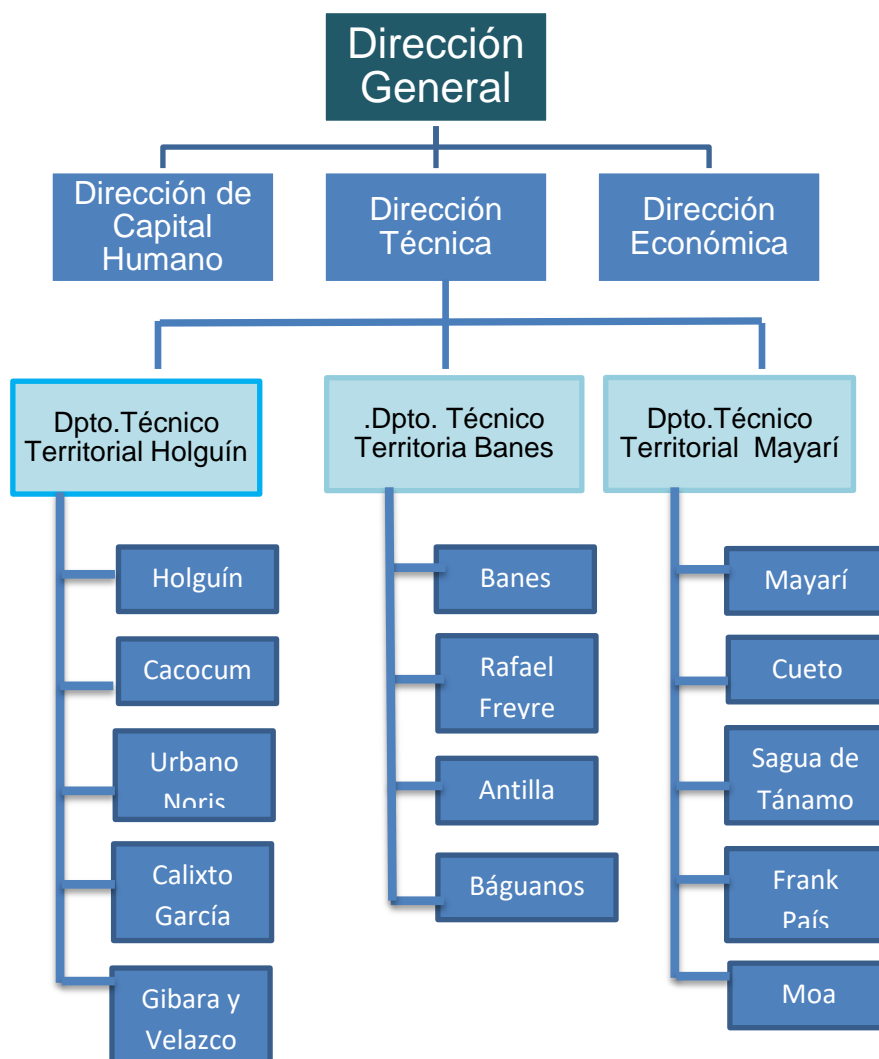 Dirección
General
Dirección de
Capital
Humano
Dirección
Técnica
Dirección
Económica
Dpto.Técnico
Territorial Holguín
.Dpto. Técnico
Territoria Banes
Dpto.Técnico
Territorial Mayarí
Holguín
Cacocum
Urbano
Noris
Calixto
García
Gibara y
Velazco
Banes
Rafael
Freyre
Antilla
Báguanos
Mayarí
Cueto
Sagua de
Tánamo
Frank
País
Moa